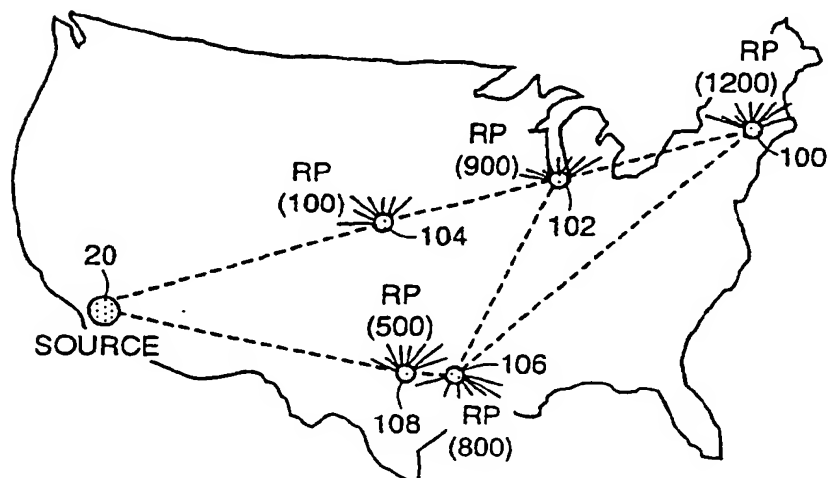 RP
(1200)
100
RP
(900)
102
RP
(100)
104
20
SOURCE
RP
(500)
108
106
RP
(800)